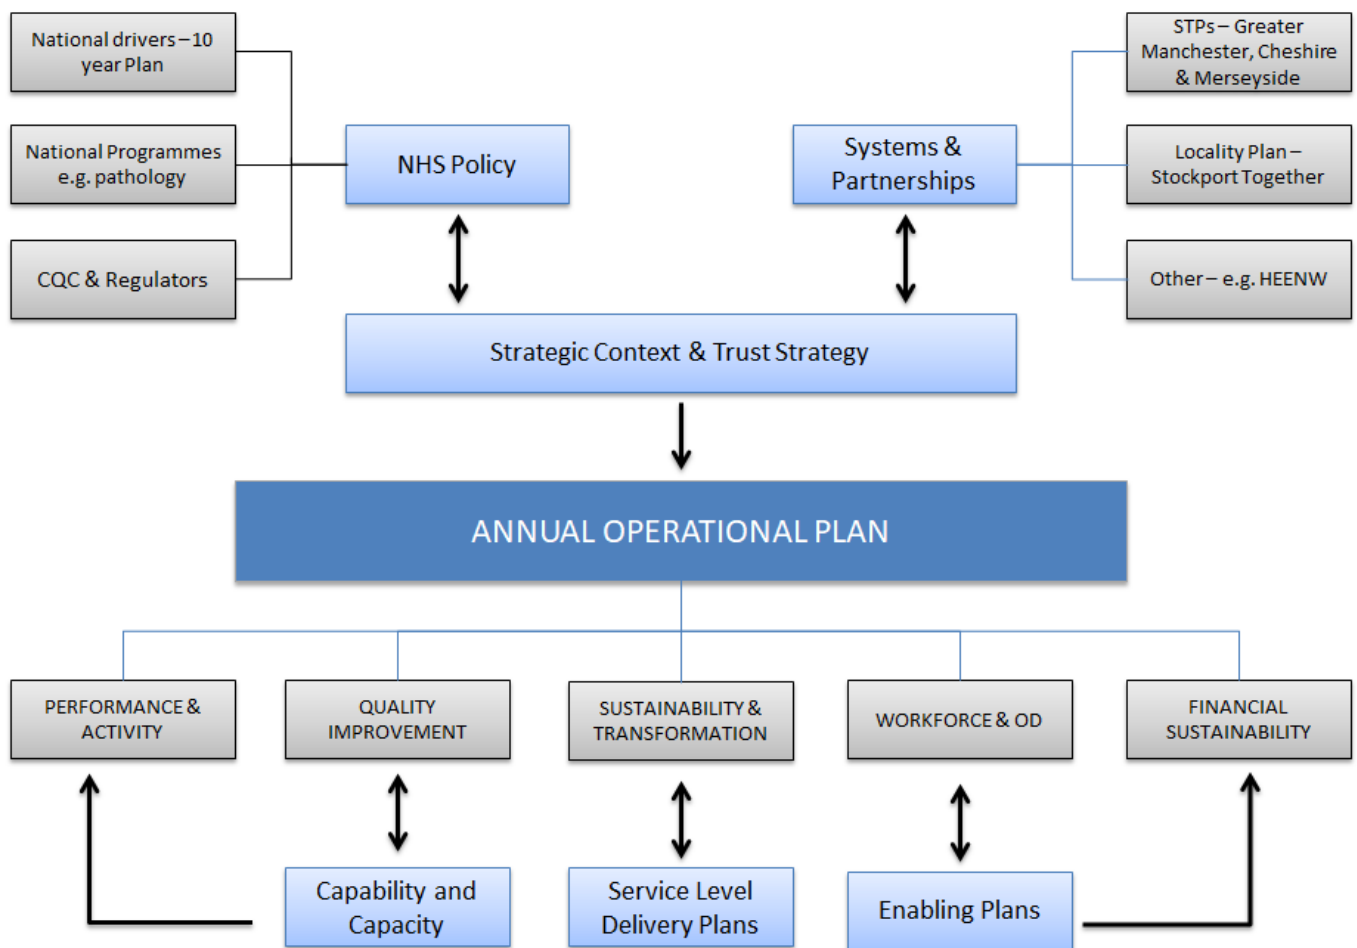 National drivers – 10
year Plan
National Programmes
e.g. pathology
CQC & Regulators
NHS Policy
Systems &
Partnerships
STPs – Greater
Manchester, Cheshire
& Merseyside
Locality Plan –
Stockport Together
Other – e.g. HEENW
Strategic Context & Trust Strategy
ANNUAL OPERATIONAL PLAN
PERFORMANCE &
ACTIVITY
QUALITY
IMPROVEMENT
SUSTAINABILITY &
TRANSFORMATION
WORKFORCE & OD
FINANCIAL
SUSTAINABILITY
Capability and
Capacity
Service Level
Delivery Plans
Enabling Plans